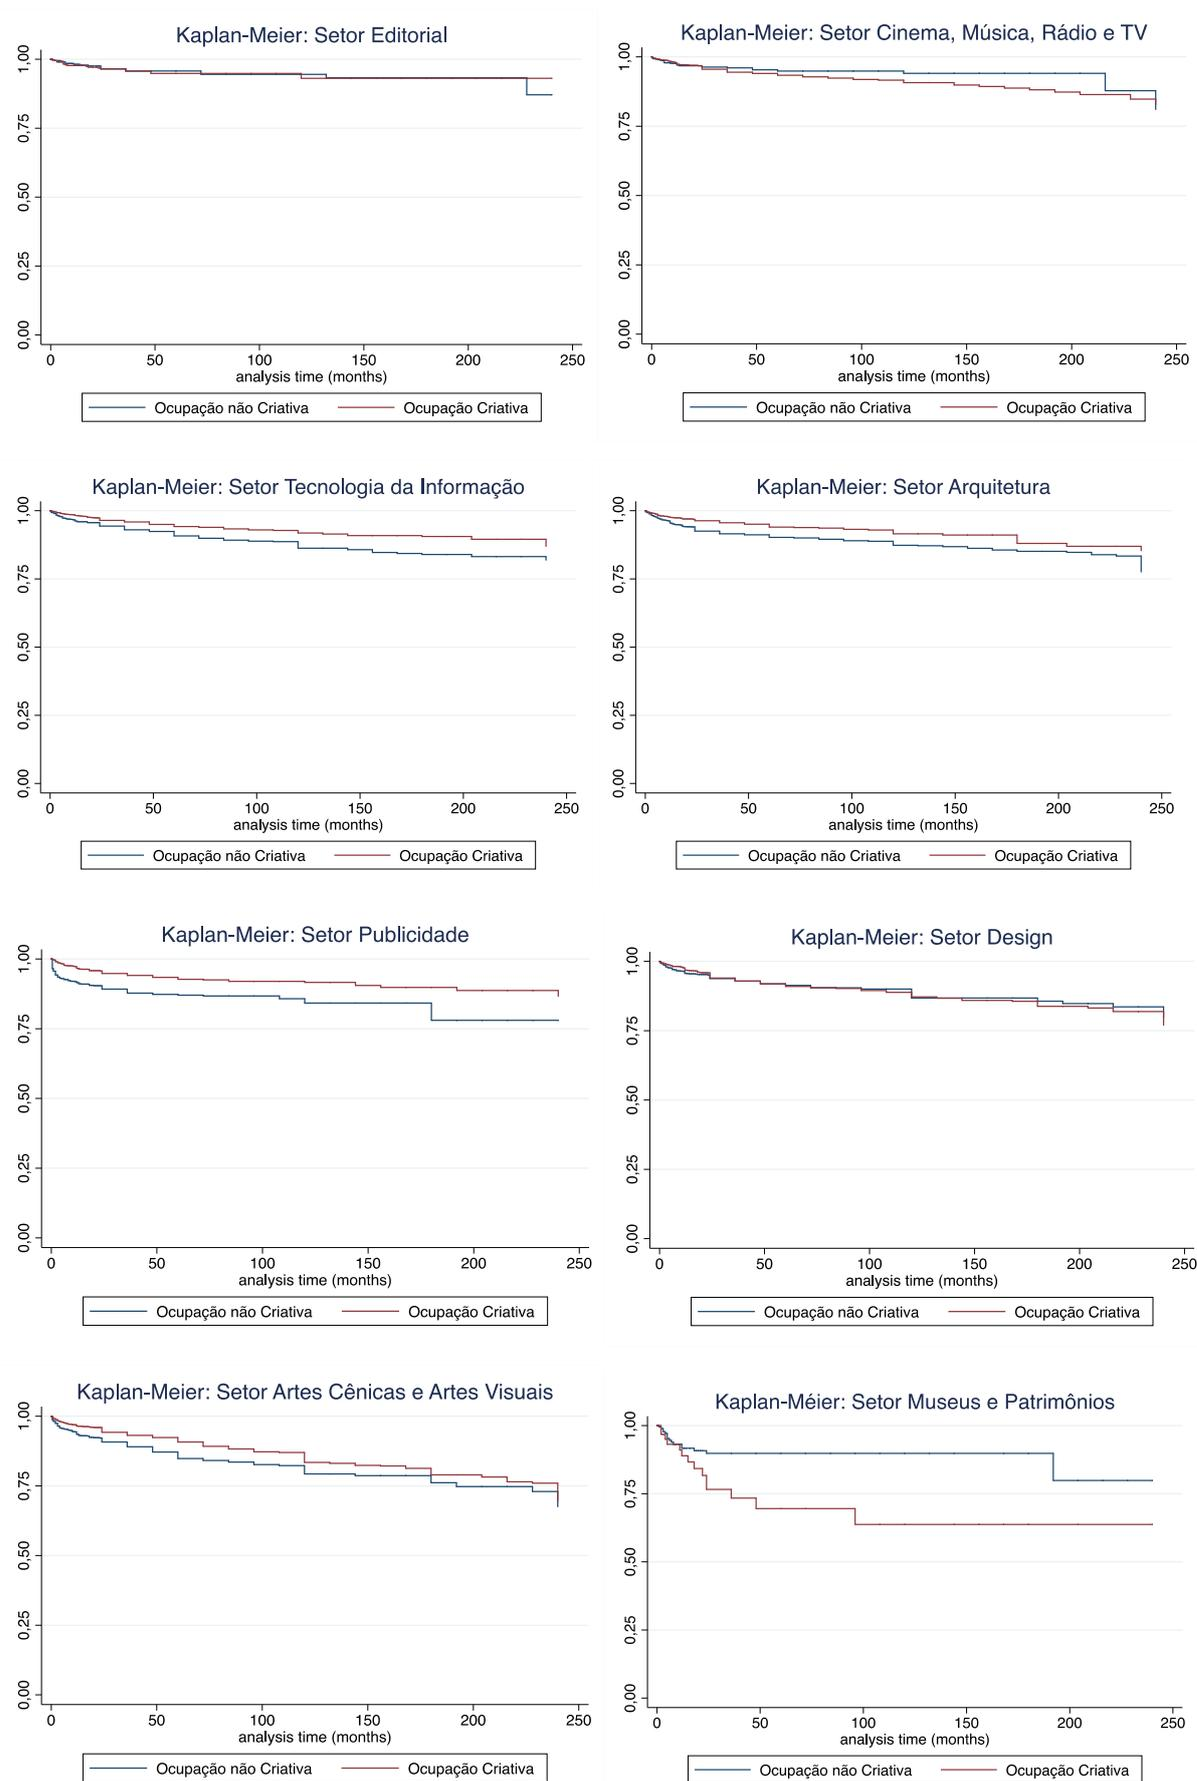 Kaplan-Meier: Setor Editorial
1,00
0,75
0,50
0,25
0,00
0 50 100 150 200 250
analysis time (months)
Ocupação não Criativa Ocupação Criativa
Kaplan-Meier: Setor Cinema, Música, Rádio e TV
1,00
0,75
0,50
0,25
0,00
0 50 100 150 200 250
analysis time (months)
Ocupação não Criativa Ocupação Criativa
Kaplan-Meier: Setor Tecnologia da Informação
1,00
0,75
0,50
0,25
0,00
0 50 100 150 200 250
analysis time (months)
Ocupação não Criativa Ocupação Criativa
Kaplan-Meier: Setor Arquitetura
1,00
0,75
0,50
0,25
0,00
0 50 100 150 200 250
analysis time (months)
Ocupação não Criativa Ocupação Criativa
Kaplan-Meier: Setor Publicidade
1,00
0,75
0,50
0,25
0,00
0 50 100 150 200 250
analysis time (months)
Ocupação não Criativa Ocupação Criativa
Kaplan-Meier: Setor Design
1,00
0,75
0,50
0,25
0,00
0 50 100 150 200 250
analysis time (months)
Ocupação não Criativa Ocupação Criativa
Kaplan-Meier: Setor Artes Cênicas e Artes Visuais
1,00
0,75
0,50
0,25
0,00
0 50 100 150 200 250
analysis time (months)
Ocupação não Criativa Ocupação Criativa
Kaplan-Méier: Setor Museus e Patrimônios
1,00
0,75
0,50
0,25
0,00
0 50 100 150 200 250
analysis time (months)
Ocupação não Criativa Ocupação Criativa